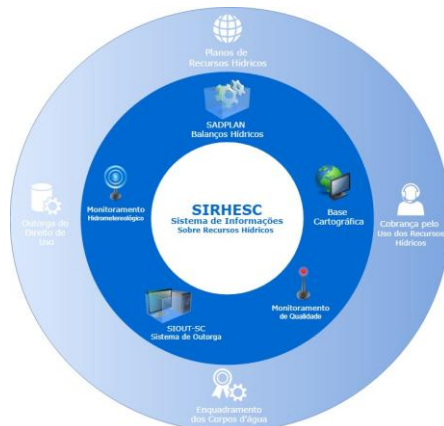 Planos de
Recursos Hídricos
SADPLAN
Balanços Hídricos
Monitoramento
Hidrometereológico
SIRHESC
Sistema de Informações
Sobre Recursos Hídricos
Base
Cartográfica
Outorga de
Direito de
Uso
Cobrança pelo
Uso dos Recursos
Hídricos
SIOUT-SC
Sistema de Outorga
Monitoramento
de Qualidade
Enquadramento
dos Corpos d'água